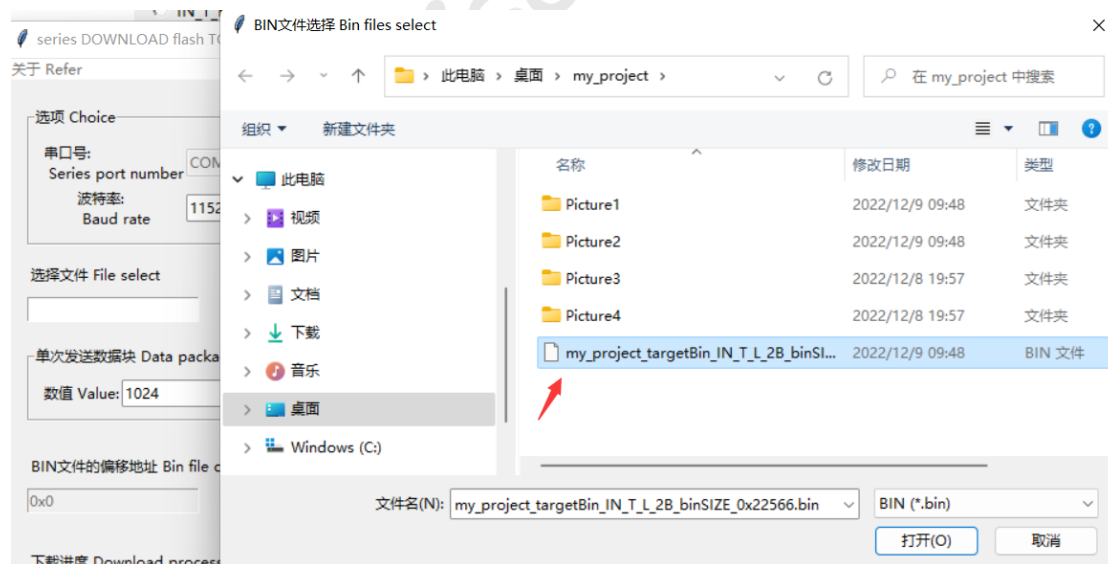 series DOWNLOAD flash
关于 Refer
选项 Choice
串口号:
Series port number
COM
波特率:
Baud rate
1152
选择文件 File select
单次发送数据块 Data packa
数值 Value: 1024
BIN文件的偏移地址 Bin file
0x0
下载进度 Download process
BIN文件选择 Bin files select
此电脑 > 桌面 > my_project >
在 my_project 中搜索
组织 新建文件夹
此电脑
视频
图片
文档
下载
音乐
桌面
Windows (C:)
名称 修改日期 类型
Picture1 2022/12/9 09:48 文件夹
Picture2 2022/12/9 09:48 文件夹
Picture3 2022/12/8 19:57 文件夹
Picture4 2022/12/8 19:57 文件夹
my_project_targetBin_IN_T_L_2B_binSI... 2022/12/9 09:48 BIN 文件
文件名(N): my_project_targetBin_IN_T_L_2B_binSIZE_0x22566.bin BIN (*.bin)
打开(O) 取消